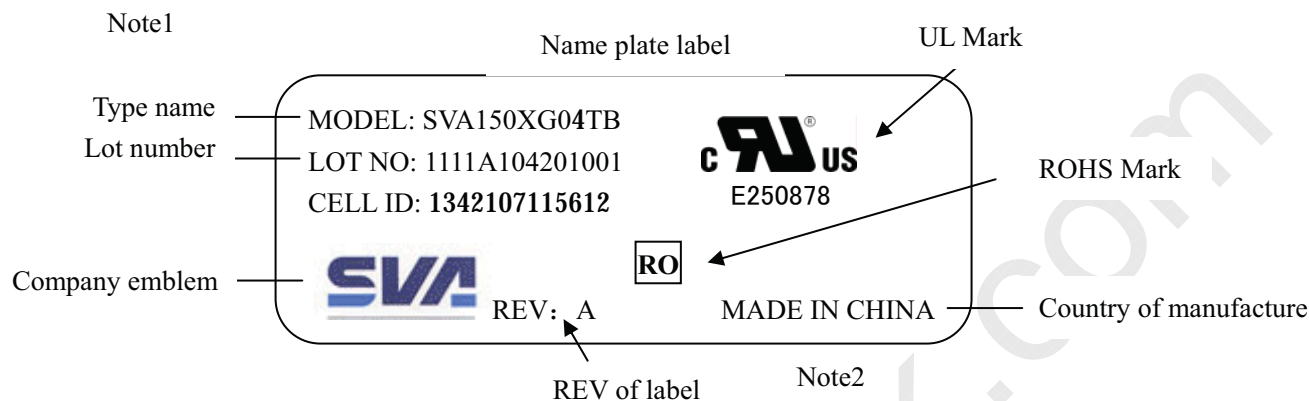 Note1
Name plate label
UL Mark
Type name
MODEL: SVA150XG04TB
Lot number
LOT NO: 1111A104201001
CELL ID: 1342107115612
C RU ® US
E250878
ROHS Mark
RO
Company emblem
SVA
REV: A
MADE IN CHINA
Country of manufacture
REV of label
Note2